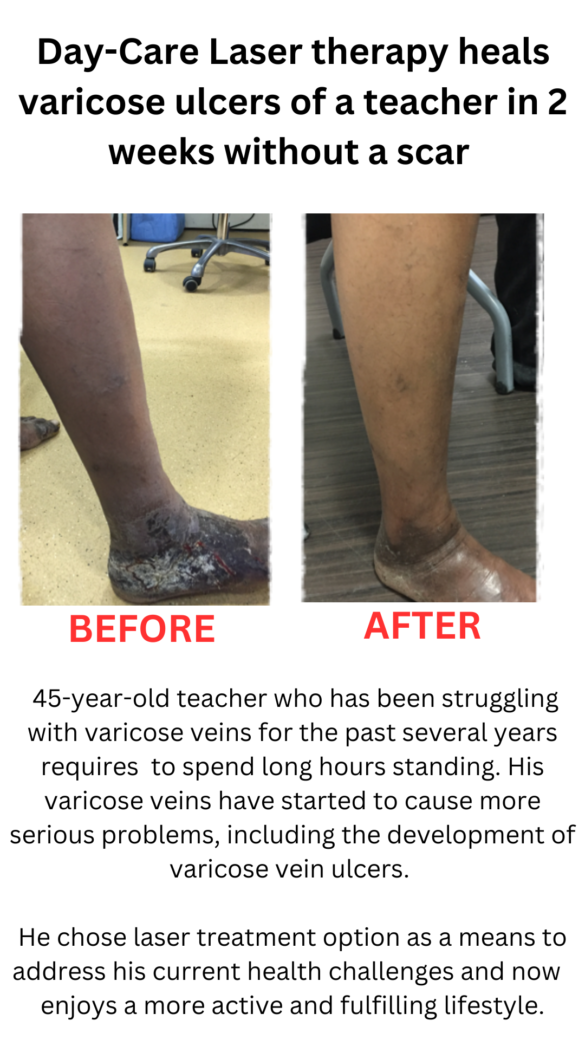 Day-Care Laser therapy heals
varicose ulcers of a teacher in 2
weeks without a scar
BEFORE
AFTER
45-year-old teacher who has been struggling
with varicose veins for the past several years
requires to spend long hours standing. His
varicose veins have started to cause more
serious problems, including the development of
varicose vein ulcers.
He chose laser treatment option as a means to
address his current health challenges and now
enjoys a more active and fulfilling lifestyle.